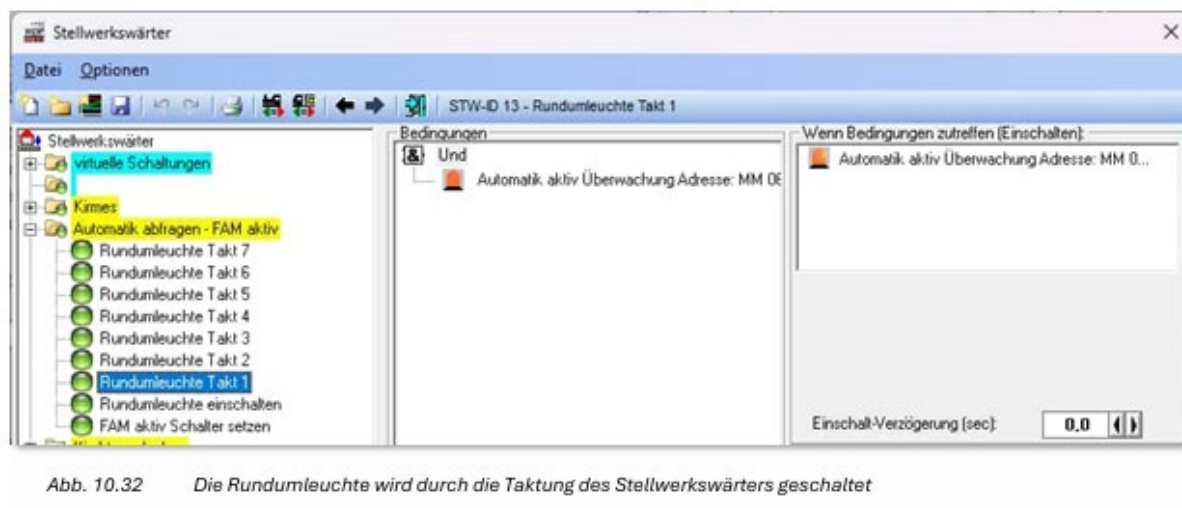 Stellwerkswärter
Datei Optionen
STW-ID 13 - Rundumleuchte Takt 1
Stellwerkswärter
virtuelle Schaltungen
Kirmes
Automatik abfragen - FAM aktiv
Rundumleuchte Takt 7
Rundumleuchte Takt 6
Rundumleuchte Takt 5
Rundumleuchte Takt 4
Rundumleuchte Takt 3
Rundumleuchte Takt 2
Rundumleuchte Takt 1
Rundumleuchte einschalten
FAM aktiv Schalter setzen
Bedingungen
& Und
Automatik aktiv Überwachung Adresse: MM
Wenn Bedingungen zutreffen (Einschalten):
Automatik aktiv Überwachung Adresse: MM 0...
Einschalt-Verzögerung (sec): 0,0
Abb. 10.32 Die Rundumleuchte wird durch die Taktung des Stellwerkswärters geschaltet